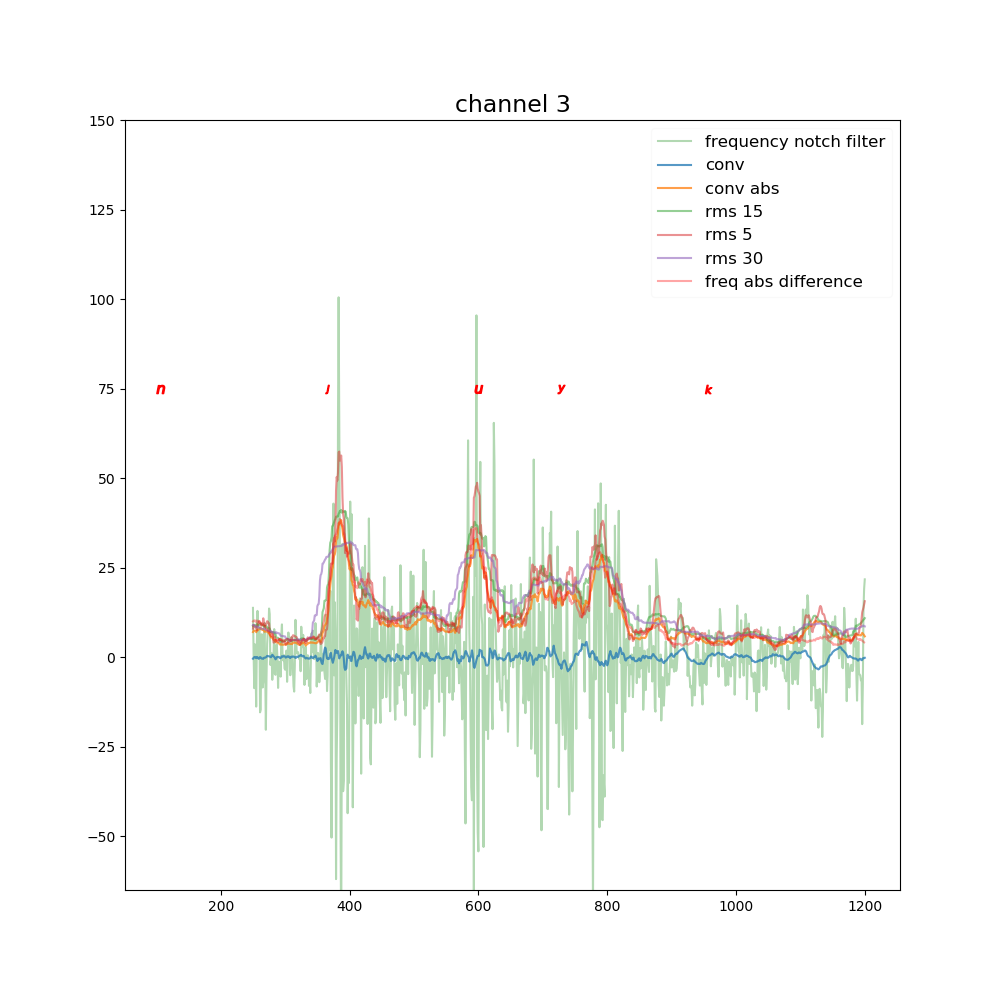 channel 3
150
125
100
75
50
25
0
−25
−50
frequency notch filter
conv
conv abs
rms 15
rms 5
rms 30
freq abs difference
n j u y k
200 400 600 800 1000 1200